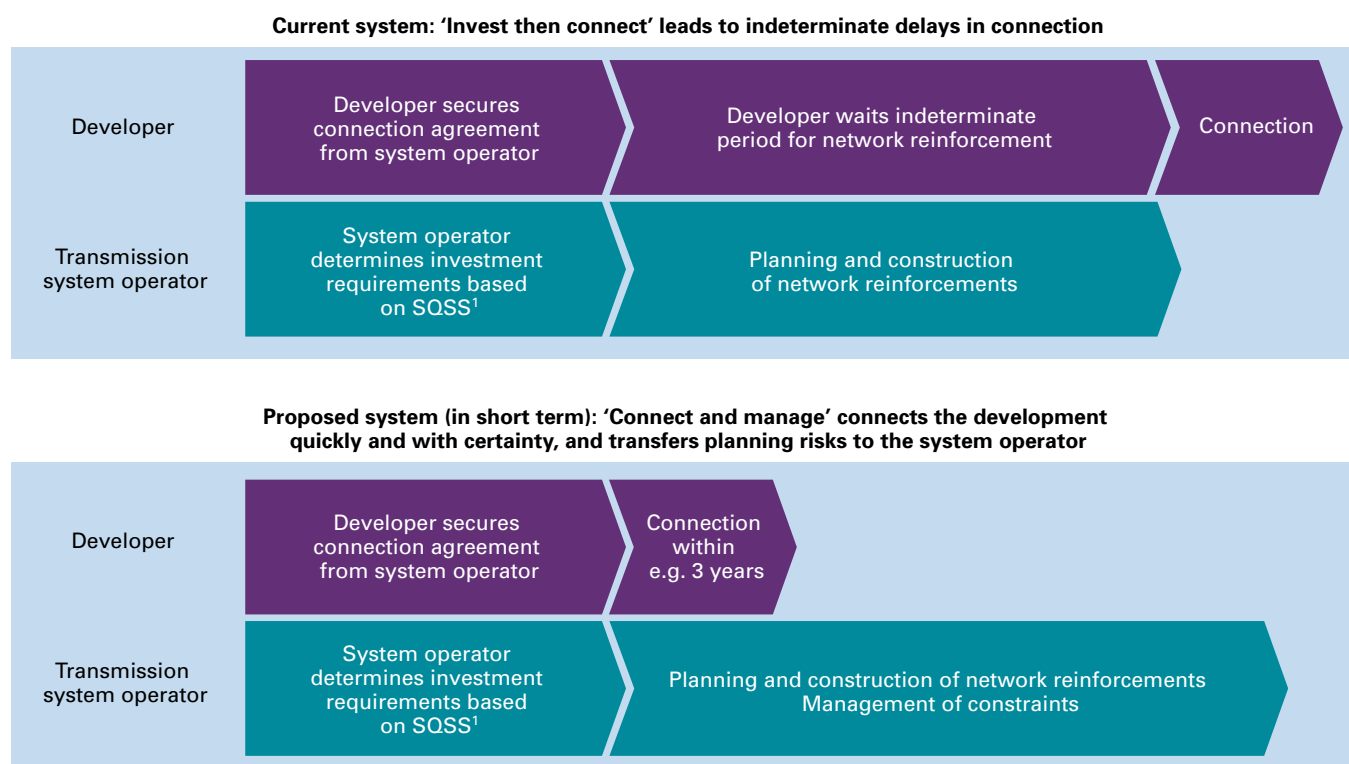 Current system: ‘Invest then connect’ leads to indeterminate delays in connection
Developer
Developer secures
connection agreement
from system operator
Developer waits indeterminate
period for network reinforcement
Connection
Transmission
system operator
System operator
determines investment
requirements based
on SQSS¹
Planning and construction
of network reinforcements
Proposed system (in short term): ‘Connect and manage’ connects the development
quickly and with certainty, and transfers planning risks to the system operator
Developer
Developer secures
connection agreement
from system operator
Connection
within
e.g. 3 years
Transmission
system operator
System operator
determines investment
requirements based
on SQSS¹
Planning and construction of network reinforcements
Management of constraints